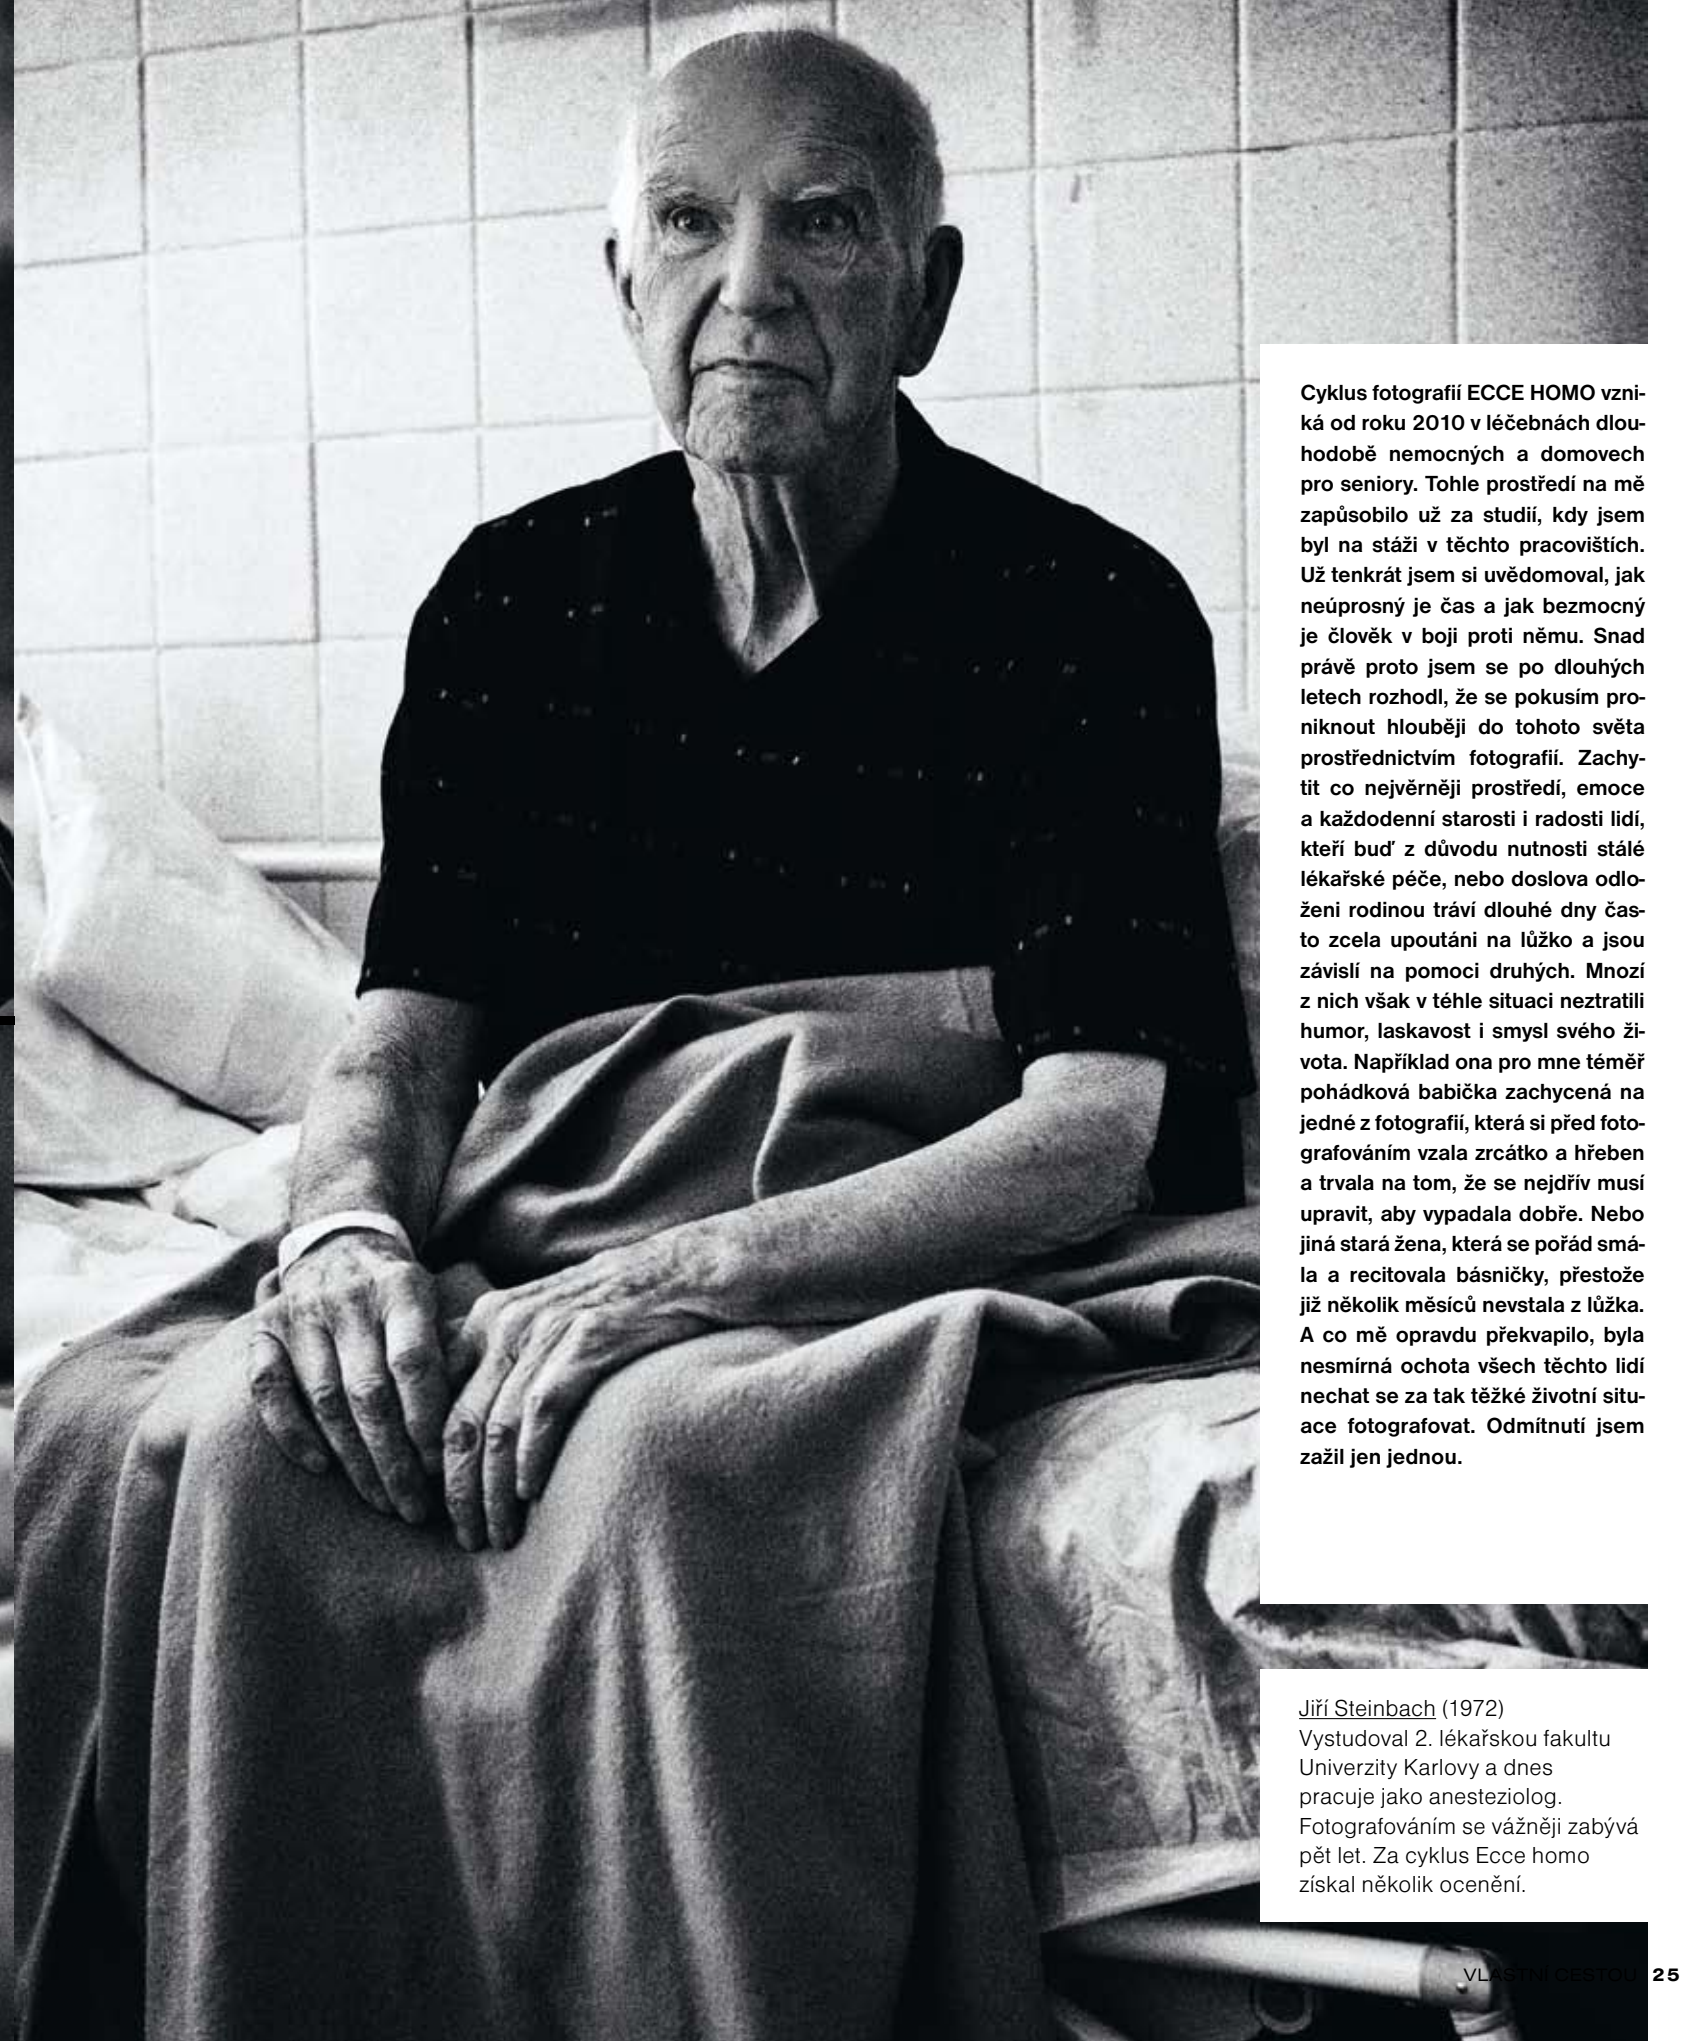 Cyklus fotografií ECCE HOMO vzni-
ká od roku 2010 v léčebnách dlou-
hodobě nemocných a domovech
pro seniory. Tohle prostředí na mě
zapůsobilo už za studií, kdy jsem
byl na stáži v těchto pracovištích.
Už tenkrát jsem si uvědomoval, jak
neúprosný je čas a jak bezmocný
je člověk v boji proti němu. Snad
právě proto jsem se po dlouhých
letech rozhodl, že se pokusím pro-
niknout hlouběji do tohoto světa
prostřednictvím fotografií. Zachy-
tit co nejvěrněji prostředí, emoce
a každodenní starosti i radosti lidí,
kteří buď z důvodu nutnosti stálé
lékařské péče, nebo doslova odlo-
ženi rodinou tráví dlouhé dny čas-
to zcela upoutáni na lůžko a jsou
závislí na pomoci druhých. Mnozí
z nich však v téhle situaci neztratili
humor, laskavost i smysl svého ži-
vota. Například ona pro mne téměř
pohádková babička zachycená na
jedné z fotografií, která si před foto-
grafováním vzala zrcátko a hřeben
a trvala na tom, že se nejdřív musí
upravit, aby vypadala dobře. Nebo
jiná stará žena, která se pořád smá-
la a recitovala básničky, přestože
již několik měsíců nevstala z lůžka.
A co mě opravdu překvapilo, byla
nesmírná ochota všech těchto lidí
nechat se za tak těžké životní situ-
ace fotografovat. Odmítnutí jsem
zažil jen jednou.
Jiří Steinbach (1972)
Vystudoval 2. lékařskou fakultu
Univerzity Karlovy a dnes
pracuje jako anesteziolog.
Fotografováním se vážněji zabývá
pět let. Za cyklus Ecce homo
získal několik ocenění.
VLASTNÍ CESTOU 25